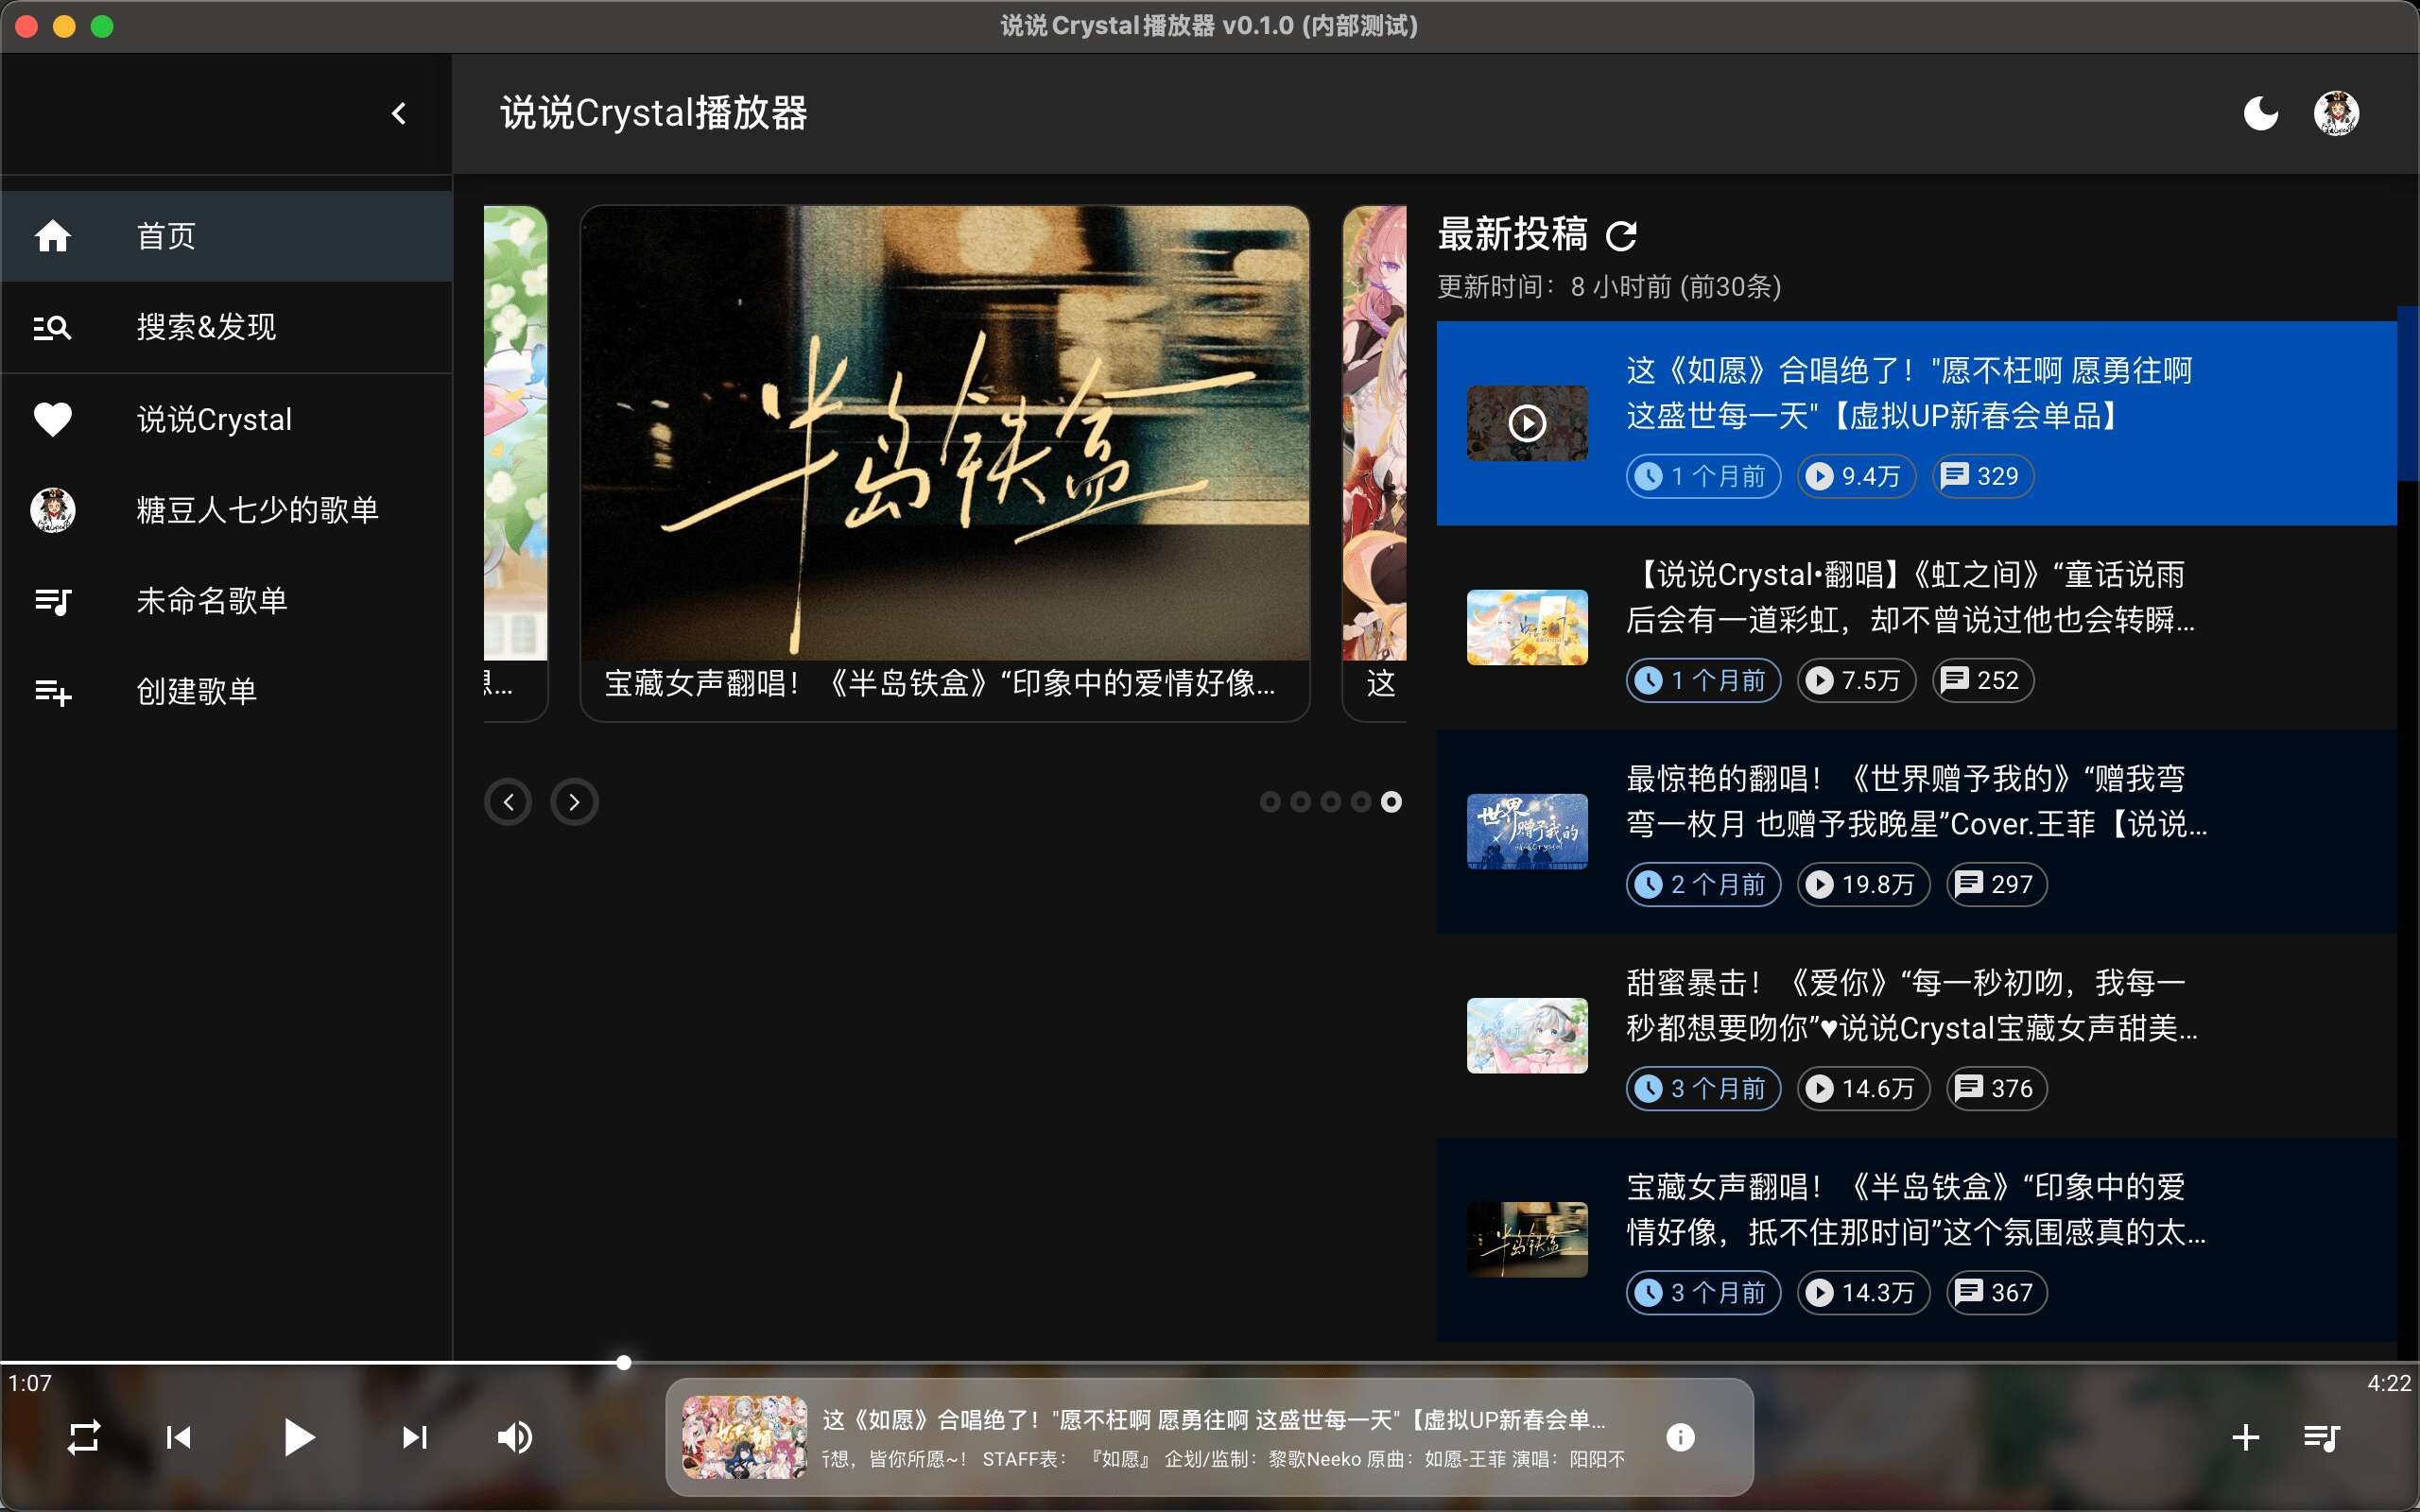 说说Crystal播放器 v0.1.0 (内部测试)
说说Crystal播放器
首页
搜索&发现
说说Crystal
糖豆人七少的歌单
未命名歌单
创建歌单
半岛铁盒
...
宝藏女声翻唱！《半岛铁盒》“印象中的爱情好像...
这
最新投稿
更新时间：8 小时前 (前30条)
这《如愿》合唱绝了！"愿不枉啊 愿勇往啊
这盛世每一天"【虚拟UP新春会单品】
1 个月前 9.4万 329
【说说Crystal•翻唱】《虹之间》“童话说雨
后会有一道彩虹，却不曾说过他也会转瞬...
1 个月前 7.5万 252
世界
赠予我的
最惊艳的翻唱！《世界赠予我的》“赠我弯
弯一枚月 也赠予我晚星”Cover.王菲【说说...
2 个月前 19.8万 297
甜蜜暴击！《爱你》“每一秒初吻，我每一
秒都想要吻你”♥说说Crystal宝藏女声甜美...
3 个月前 14.6万 376
半岛铁盒
宝藏女声翻唱！《半岛铁盒》“印象中的爱
情好像，抵不住那时间”这个氛围感真的太...
3 个月前 14.3万 367
1:07
4:22
这《如愿》合唱绝了！"愿不枉啊 愿勇往啊 这盛世每一天"【虚拟UP新春会单...
想，皆你所愿~！ STAFF表： 『如愿』 企划/监制：黎歌Neeko 原曲：如愿-王菲 演唱：阳阳不